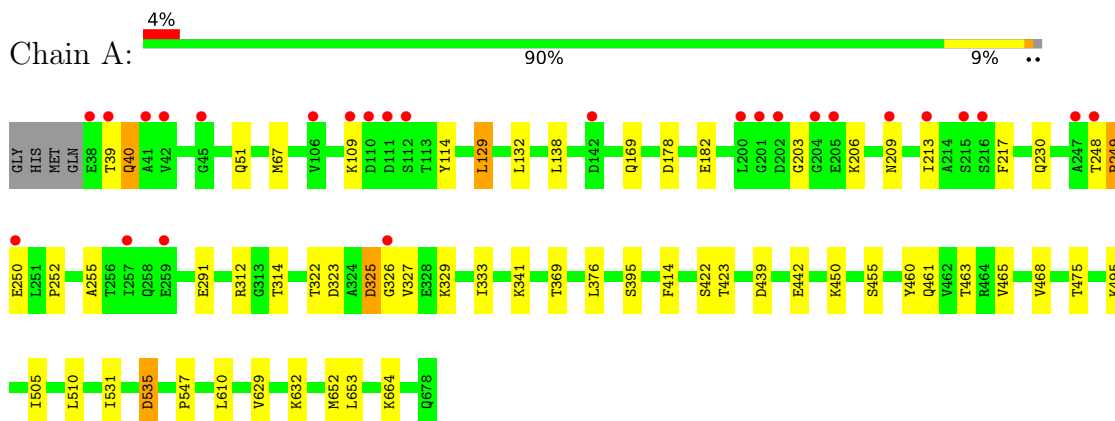 4%
Chain A:
90% 9% ••
GLY HIS MET GLN E38 T39 Q40 A41 V42 G45 Q51 M67 V106 K109 D110 D111 S112 T113 Y114 L129 L132 L138 D142 Q169 D178 E182 L200 G201 D202 G203 G204 E205 K206 N209 I213 A214 S215 S216 F217 Q230 A247 T248
E250 L251 P252 A255 T256 I257 Q258 E259 E291 R312 G313 T314 T322 D323 A324 D325 G326 V327 E328 K329 I333 K341 T369 L376 S395 F414 S422 T423 D439 E442 K450 S455 Y460 Q461 V462 T463 R464 V465 V468 T475
I505 L510 I531 D535 P547 L610 V629 K632 M652 L653 K664 Q678